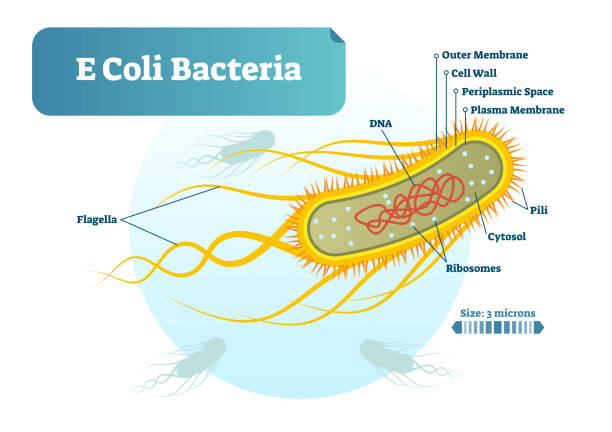 E Coli Bacteria
Outer Membrane
Cell Wall
Periplasmic Space
Plasma Membrane
DNA
Flagella
Pili
Cytosol
Ribosomes
Size: 3 microns